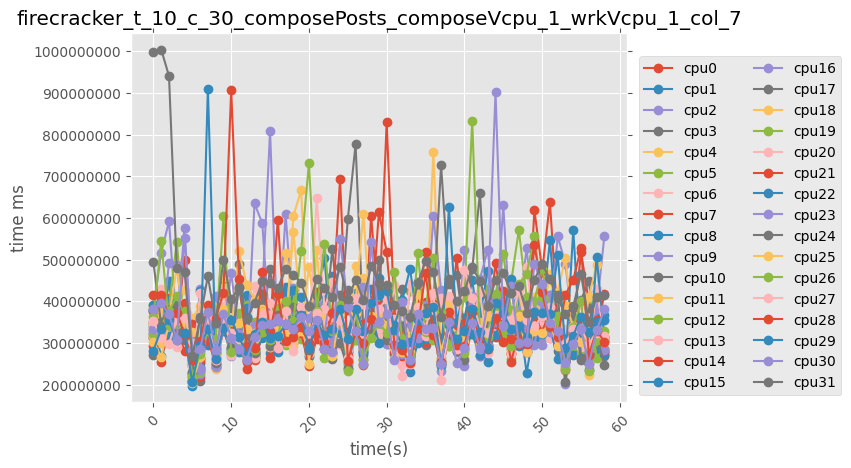 firecracker_t_10_c_30_composePosts_composeVcpu_1_wrkVcpu_1_col_7
1000000000
900000000
800000000
700000000
600000000
500000000
400000000
300000000
200000000
time ms
0
10
20
30
40
50
60
time(s)
cpu0
cpu1
cpu2
cpu3
cpu4
cpu5
cpu6
cpu7
cpu8
cpu9
cpu10
cpu11
cpu12
cpu13
cpu14
cpu15
cpu16
cpu17
cpu18
cpu19
cpu20
cpu21
cpu22
cpu23
cpu24
cpu25
cpu26
cpu27
cpu28
cpu29
cpu30
cpu31